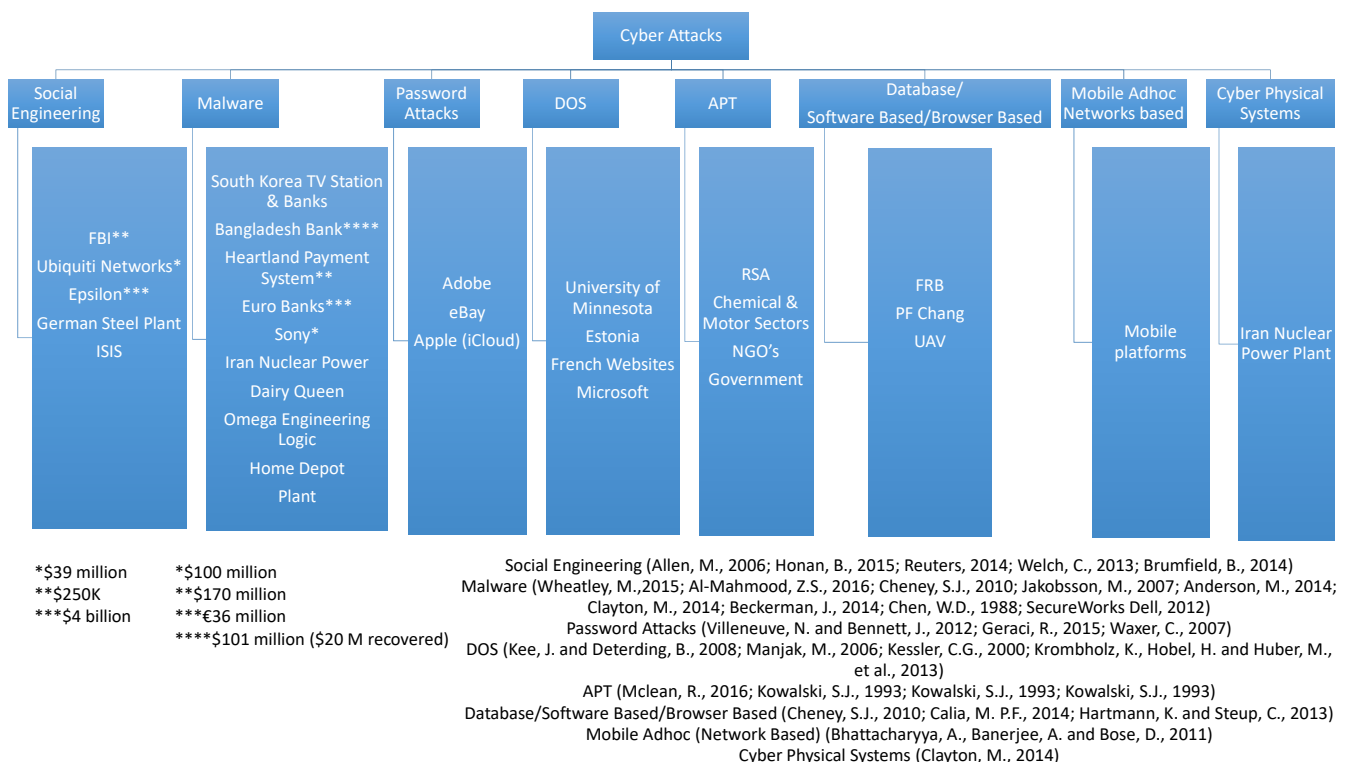 Cyber Attacks
Social
Engineering
Malware
Password
Attacks
DOS
APT
Database/
Software Based/Browser Based
Mobile Adhoc
Networks based
Cyber Physical
Systems
FBI**
Ubiquiti Networks*
Epsilon***
German Steel Plant
ISIS
South Korea TV Station
& Banks
Bangladesh Bank****
Heartland Payment
System**
Euro Banks***
Sony*
Iran Nuclear Power
Dairy Queen
Omega Engineering
Logic
Home Depot
Plant
Adobe
eBay
Apple (iCloud)
University of
Minnesota
Estonia
French Websites
Microsoft
RSA
Chemical &
Motor Sectors
NGO's
Government
FRB
PF Chang
UAV
Mobile
platforms
Iran Nuclear
Power Plant
*$39 million
**$250K
***$4 billion
*$100 million
**$170 million
***€36 million
****$101 million ($20 M recovered)
Social Engineering (Allen, M., 2006; Honan, B., 2015; Reuters, 2014; Welch, C., 2013; Brumfield, B., 2014)
Malware (Wheatley, M.,2015; Al-Mahmood, Z.S., 2016; Cheney, S.J., 2010; Jakobsson, M., 2007; Anderson, M., 2014;
Clayton, M., 2014; Beckerman, J., 2014; Chen, W.D., 1988; SecureWorks Dell, 2012)
Password Attacks (Villeneuve, N. and Bennett, J., 2012; Geraci, R., 2015; Waxer, C., 2007)
DOS (Kee, J. and Deterding, B., 2008; Manjak, M., 2006; Kessler, C.G., 2000; Krombholz, K., Hobel, H. and Huber, M.,
et al., 2013)
APT (Mclean, R., 2016; Kowalski, S.J., 1993; Kowalski, S.J., 1993; Kowalski, S.J., 1993)
Database/Software Based/Browser Based (Cheney, S.J., 2010; Calia, M. P.F., 2014; Hartmann, K. and Steup, C., 2013)
Mobile Adhoc (Network Based) (Bhattacharyya, A., Banerjee, A. and Bose, D., 2011)
Cyber Physical Systems (Clayton, M., 2014)